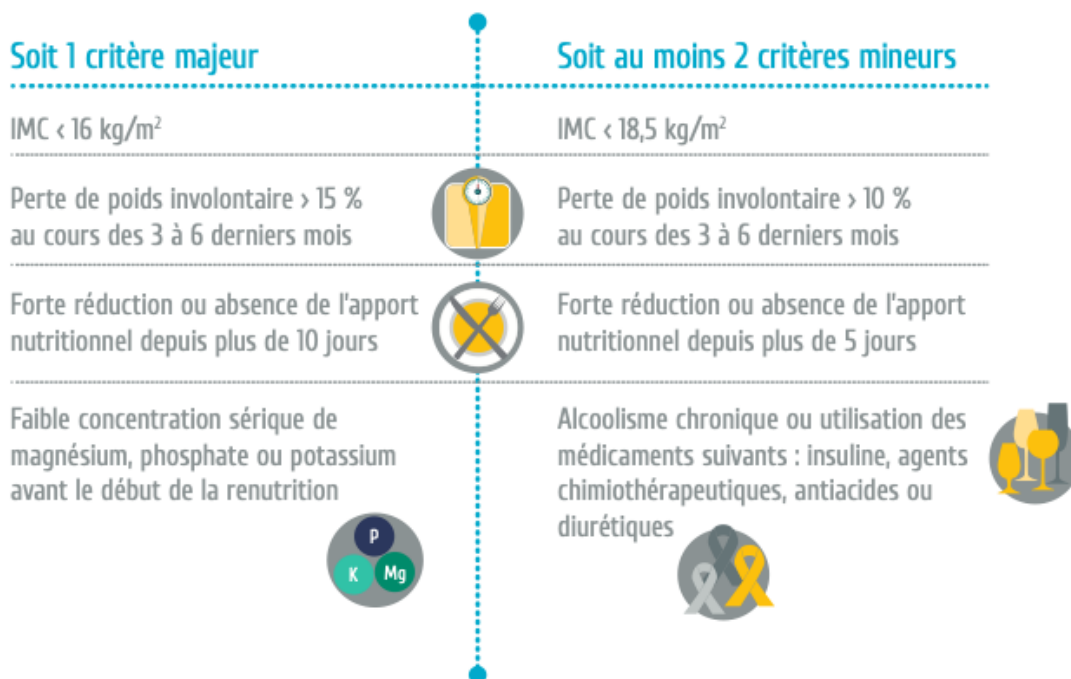 Soit 1 critère majeur
IMC < 16 kg/m²
Perte de poids involontaire > 15 %
au cours des 3 à 6 derniers mois
Forte réduction ou absence de l'apport
nutritionnel depuis plus de 10 jours
Faible concentration sérique de
magnésium, phosphate ou potassium
avant le début de la renutrition
P
K
Mg
Soit au moins 2 critères mineurs
IMC < 18,5 kg/m²
Perte de poids involontaire > 10 %
au cours des 3 à 6 derniers mois
Forte réduction ou absence de l'apport
nutritionnel depuis plus de 5 jours
Alcoolisme chronique ou utilisation des
médicaments suivants : insuline, agents
chimiothérapeutiques, antiacides ou
diurétiques